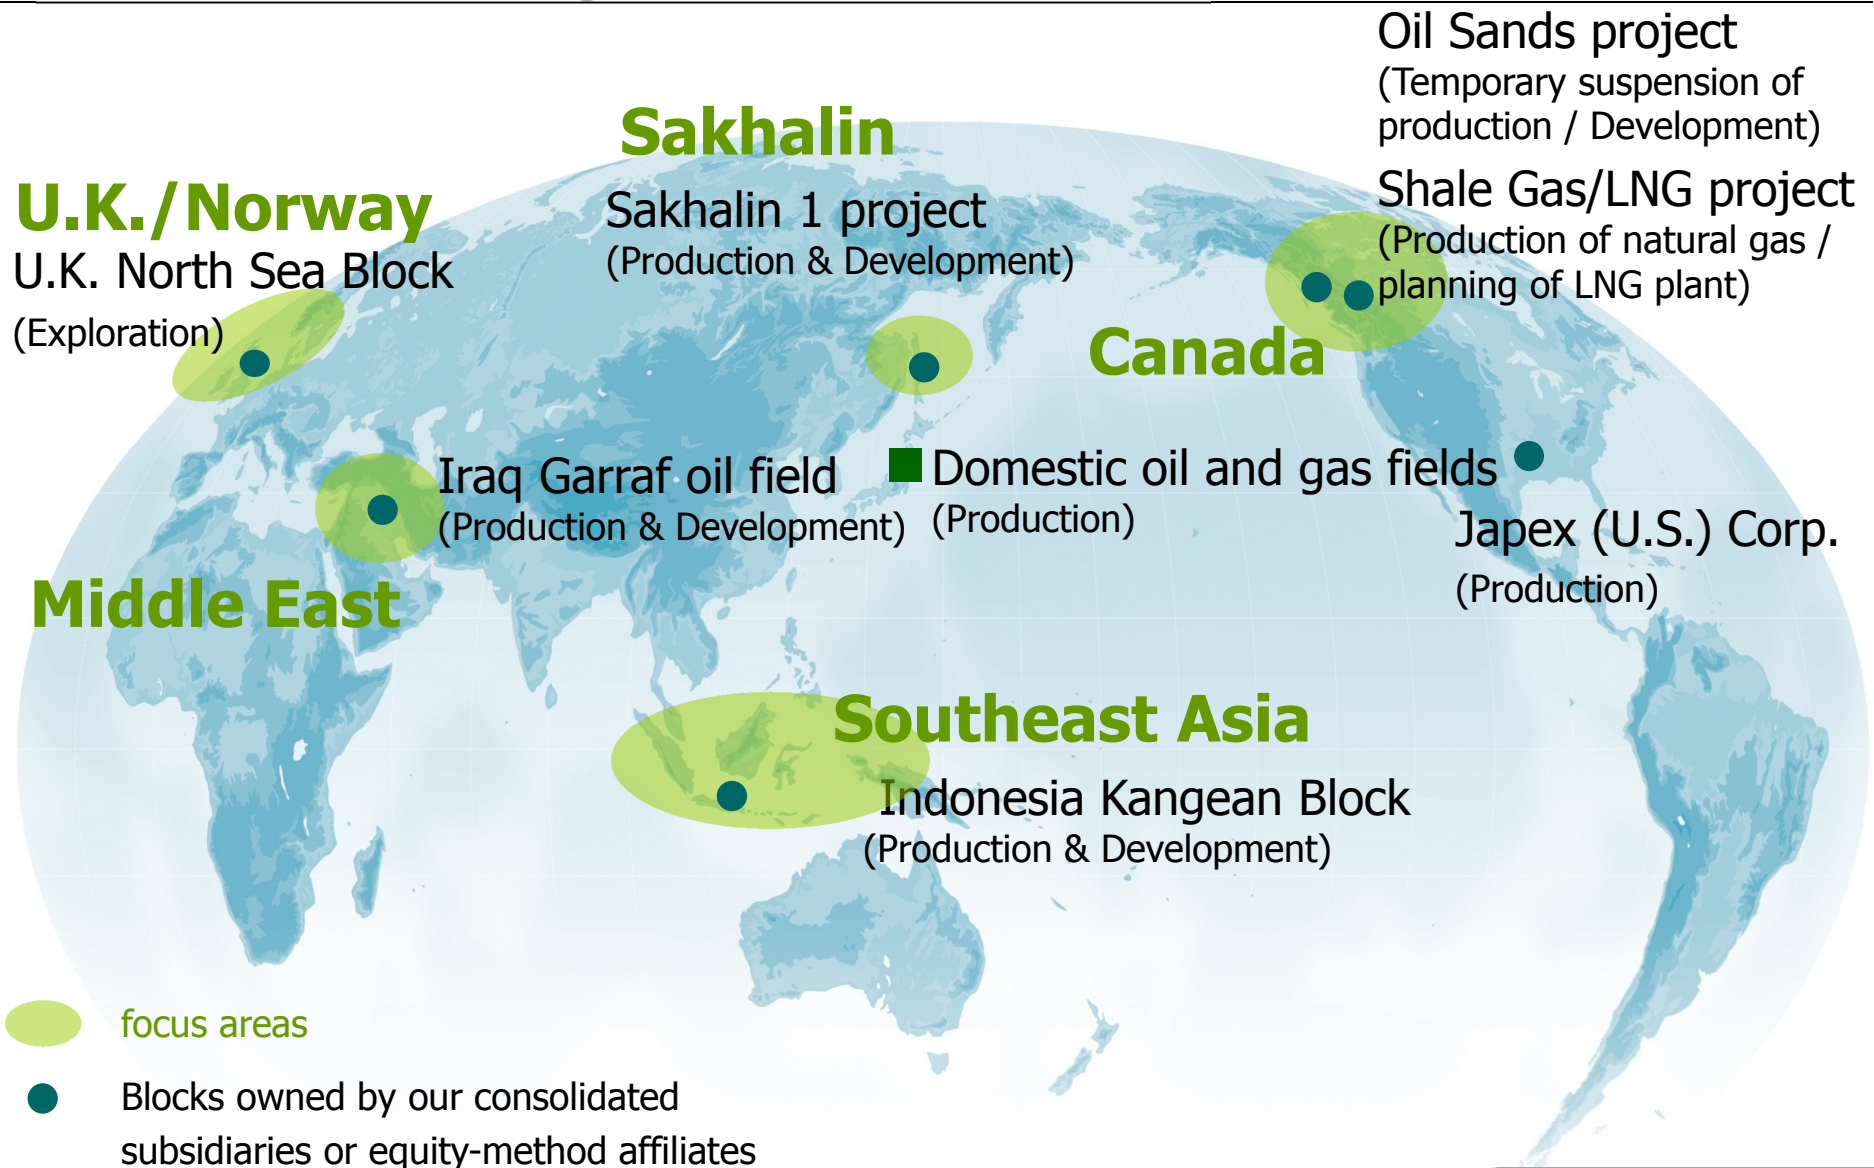 Oil Sands project
(Temporary suspension of
production / Development)
Shale Gas/LNG project
(Production of natural gas /
planning of LNG plant)
Canada
Sakhalin
Sakhalin 1 project
(Production & Development)
U.K./Norway
U.K. North Sea Block
(Exploration)
Iraq Garraf oil field
(Production & Development)
Middle East
Domestic oil and gas fields
(Production)
Japex (U.S.) Corp.
(Production)
Southeast Asia
Indonesia Kangean Block
(Production & Development)
focus areas
Blocks owned by our consolidated
subsidiaries or equity-method affiliates